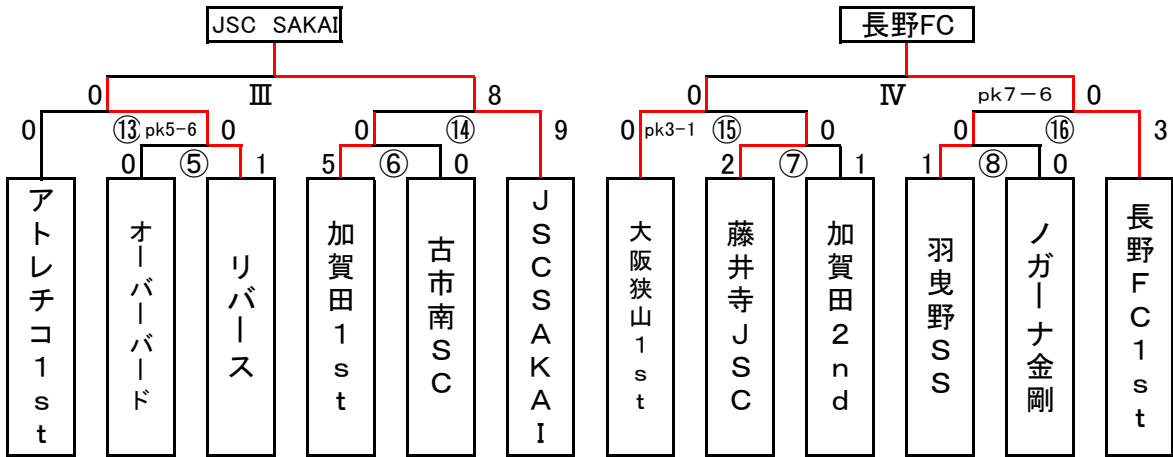 JSC SAKAI
長野FC
0
Ⅲ
8
0
Ⅳ
pk7－6
0
0
⑬
pk5-6
0
0
⑭
9
0
pk3-1
⑮
0
0
⑯
3
0
⑤
1
5
⑥
0
2
⑦
1
1
⑧
0
アトレチコ1st
オーバーバード
リバース
加賀田1st
古市南SC
JSCSAKAI
大阪狭山1st
藤井寺JSC
加賀田2nd
羽曳野SS
ノガーナ金剛
長野FC1st